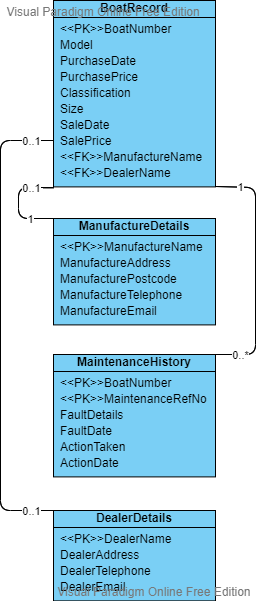 BoatRecord
Visual Paradigm Online Free Edition
<<PK>>BoatNumber
Model
PurchaseDate
PurchasePrice
Classification
Size
SaleDate
SalePrice
0..1
<<FK>>ManufactureName
<<FK>>DealerName
0..1
1
1
ManufactureDetails
<<PK>>ManufactureName
ManufactureAddress
ManufacturePostcode
ManufactureTelephone
ManufactureEmail
0..*
MaintenanceHistory
<<PK>>BoatNumber
<<PK>>MaintenanceRefNo
FaultDetails
FaultDate
ActionTaken
ActionDate
0..1
DealerDetails
<<PK>>DealerName
DealerAddress
DealerTelephone
DealerEmail
Visual Paradigm Online Free Edition